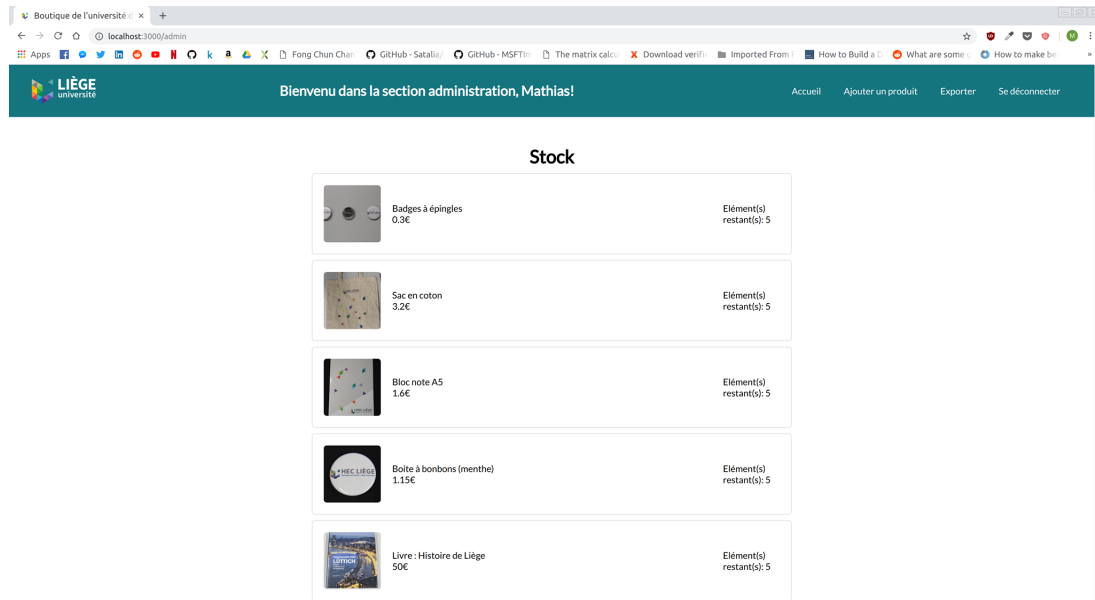 Boutique de l'université d
localhost:3000/admin
Apps
Fong Chun Chan
GitHub - Satalia/
GitHub - MSFTIm
The matrix calcu
Download verifi
Imported From
How to Build a D
What are some
How to make be
LIÈGE
université
Bienvenu dans la section administration, Mathias!
Accueil
Ajouter un produit
Exporter
Se déconnecter
Stock
Badges à épingles
0.3€
Elément(s)
restant(s): 5
Sac en coton
3.2€
Elément(s)
restant(s): 5
Bloc note A5
1.6€
Elément(s)
restant(s): 5
HEC LIÈGE
Boite à bonbons (menthe)
1.15€
Elément(s)
restant(s): 5
LÜTTICH
Livre : Histoire de Liège
50€
Elément(s)
restant(s): 5